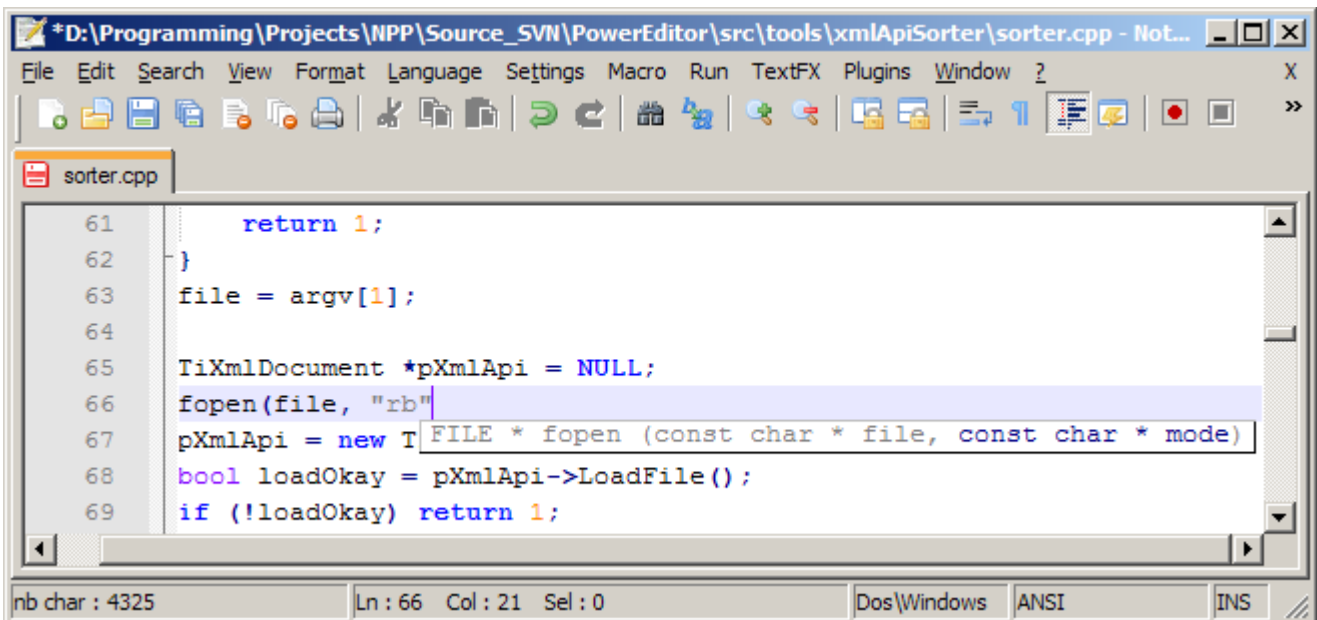 *D:\Programming\Projects\NPP\Source_SVN\PowerEditor\src\tools\xmlApiSorter\sorter.cpp - Not...
File Edit Search View Format Language Settings Macro Run TextFX Plugins Window ? X
sorter.cpp
61 return 1;
62 }
63 file = argv[1];
64
65 TiXmlDocument *pXmlApi = NULL;
66 fopen(file, "rb"
67 pXmlApi = new T FILE * fopen (const char * file, const char * mode)
68 bool loadOkay = pXmlApi->LoadFile();
69 if (!loadOkay) return 1;
nb char : 4325 Ln : 66 Col : 21 Sel : 0 Dos\Windows ANSI INS